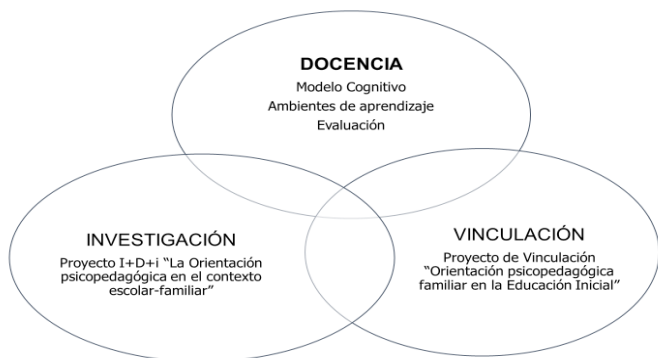 DOCENCIA
Modelo Cognitivo
Ambientes de aprendizaje
Evaluación
INVESTIGACIÓN
Proyecto I+D+i “La Orientación
psicopedagógica en el contexto
escolar-familiar”
VINCULACIÓN
Proyecto de Vinculación
“Orientación psicopedagógica
familiar en la Educación Inicial”